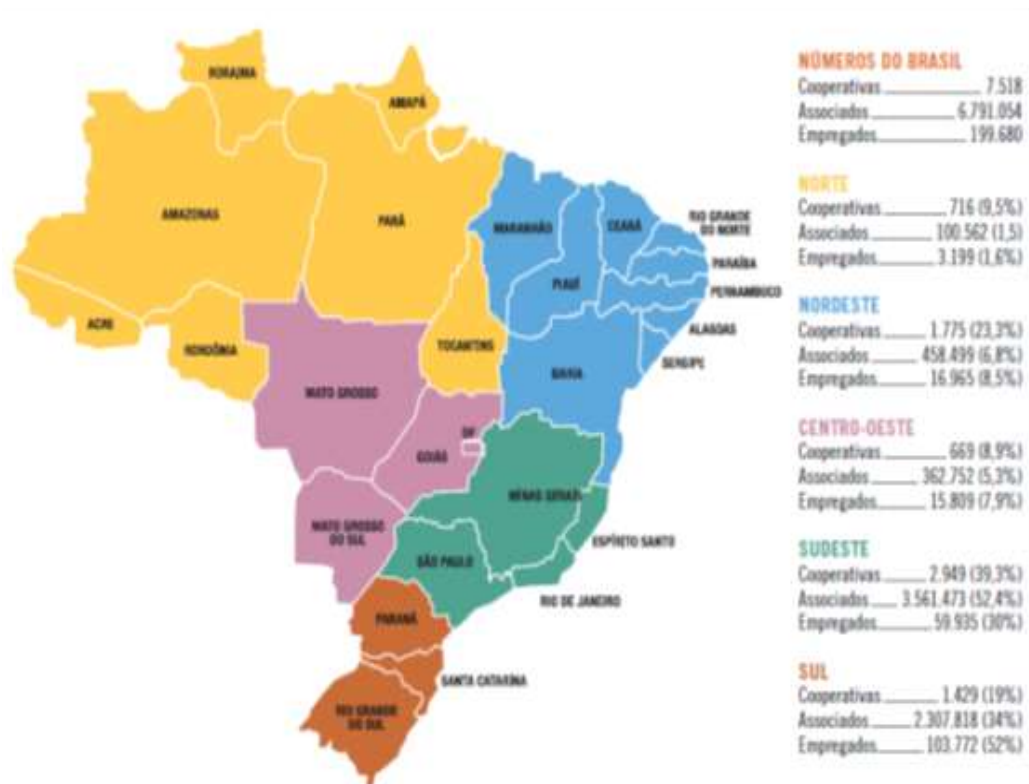 RORAIMA
AMAPÁ
AMAZONAS
PARÁ
MARANHÃO
CEARÁ
RIO GRANDE
DO NORTE
PIAUÍ
PARAÍBA
PERNAMBUCO
ACRE
RONDÔNIA
TOCANTINS
ALAGOAS
SERGIPE
BAHIA
MATO GROSSO
DF
GOIÁS
MINAS GERAIS
MATO GROSSO
DO SUL
ESPÍRITO SANTO
SÃO PAULO
RIO DE JANEIRO
PARANÁ
SANTA CATARINA
RIO GRANDE
DO SUL
NÚMEROS DO BRASIL
Cooperativas 7.518
Associados 6.791.054
Empregados 199.680
NORTE
Cooperativas 716 (9,5%)
Associados 100.562 (1,5)
Empregados 3.199 (1,6%)
NORDESTE
Cooperativas 1.775 (23,3%)
Associados 458.499 (6,8%)
Empregados 16.965 (8,5%)
CENTRO-OESTE
Cooperativas 669 (8,9%)
Associados 362.752 (5,3%)
Empregados 15.809 (7,9%)
SUDESTE
Cooperativas 2.949 (39,3%)
Associados 3.561.473 (52,4%)
Empregados 59.935 (30%)
SUL
Cooperativas 1.429 (19%)
Associados 2.307.818 (34%)
Empregados 103.772 (52%)